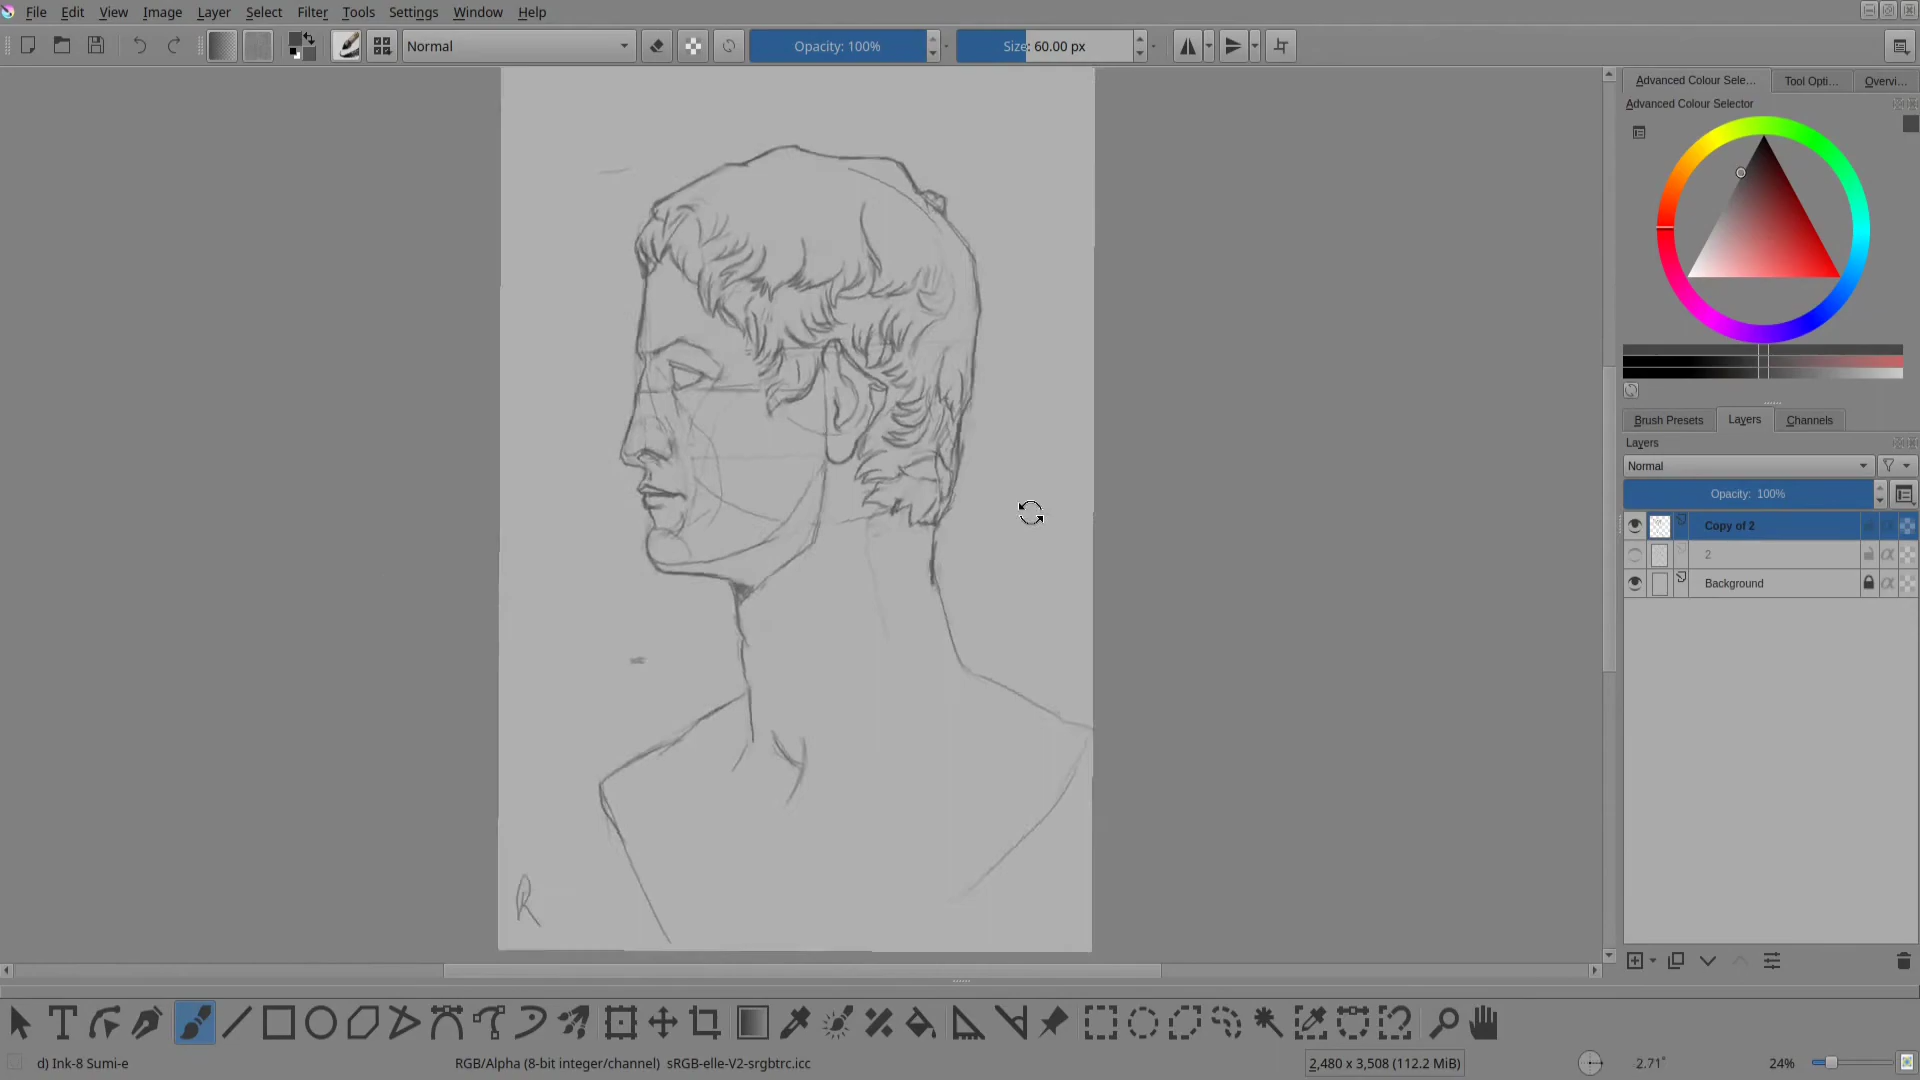 File Edit View Image Layer Select Filter Tools Settings Window Help
Normal Opacity: 100% Size: 60.00 px
Advanced Colour Sele... Tool Opti... Overvi...
Advanced Colour Selector
Brush Presets Layers Channels
Layers
Normal
Opacity: 100%
Copy of 2
2
Background
R
d) Ink-8 Sumi-e RGB/Alpha (8-bit integer/channel) sRGB-elle-V2-srgbtrc.icc 2,480 x 3,508 (112.2 MiB) 2.71° 24%